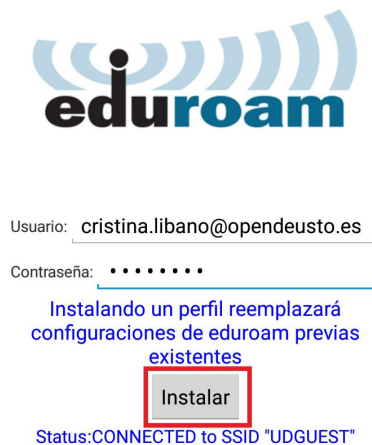 eduroam
Usuario: cristina.libano@opendeusto.es
Contraseña: ••••••••
Instalando un perfil reemplazará
configuraciones de eduroam previas
existentes
Instalar
Status:CONNECTED to SSID "UDGUEST"